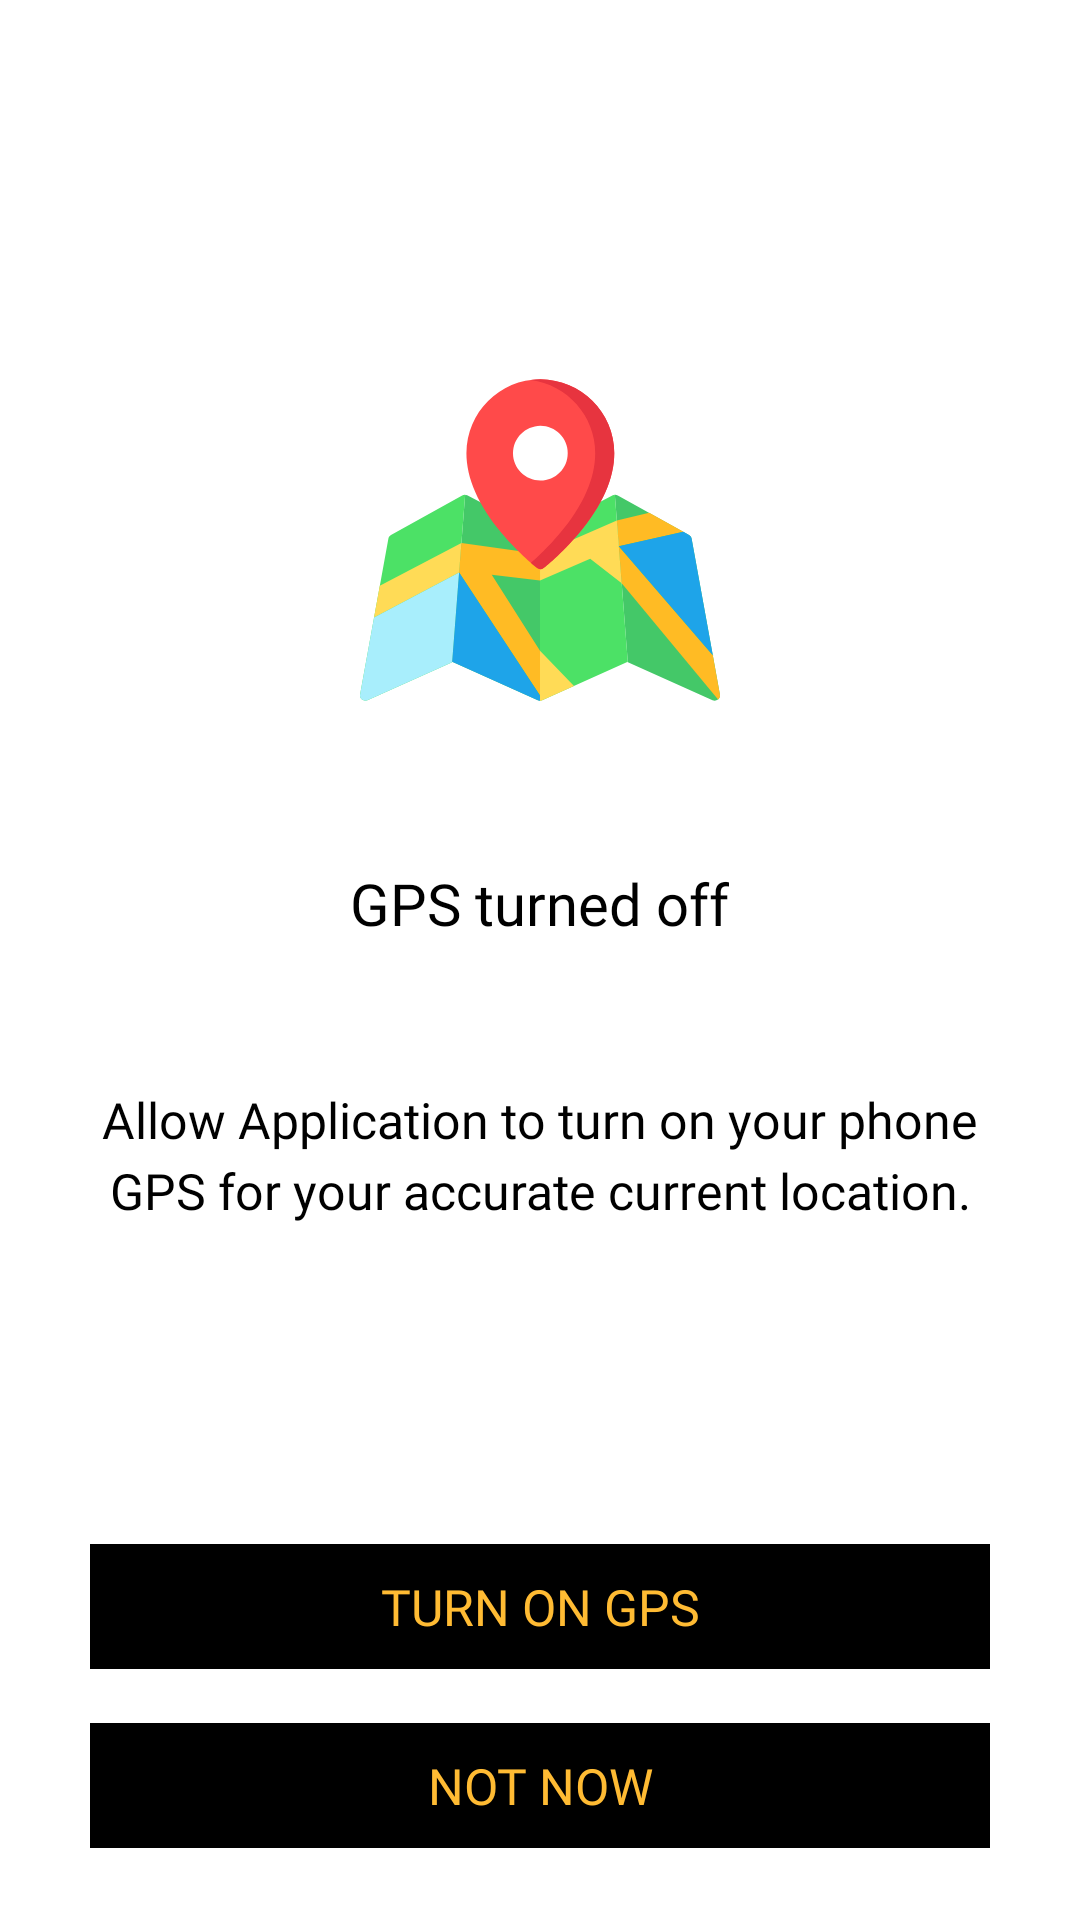 GPS turned off
Allow Application to turn on your phone
GPS for your accurate current location.
TURN ON GPS
NOT NOW